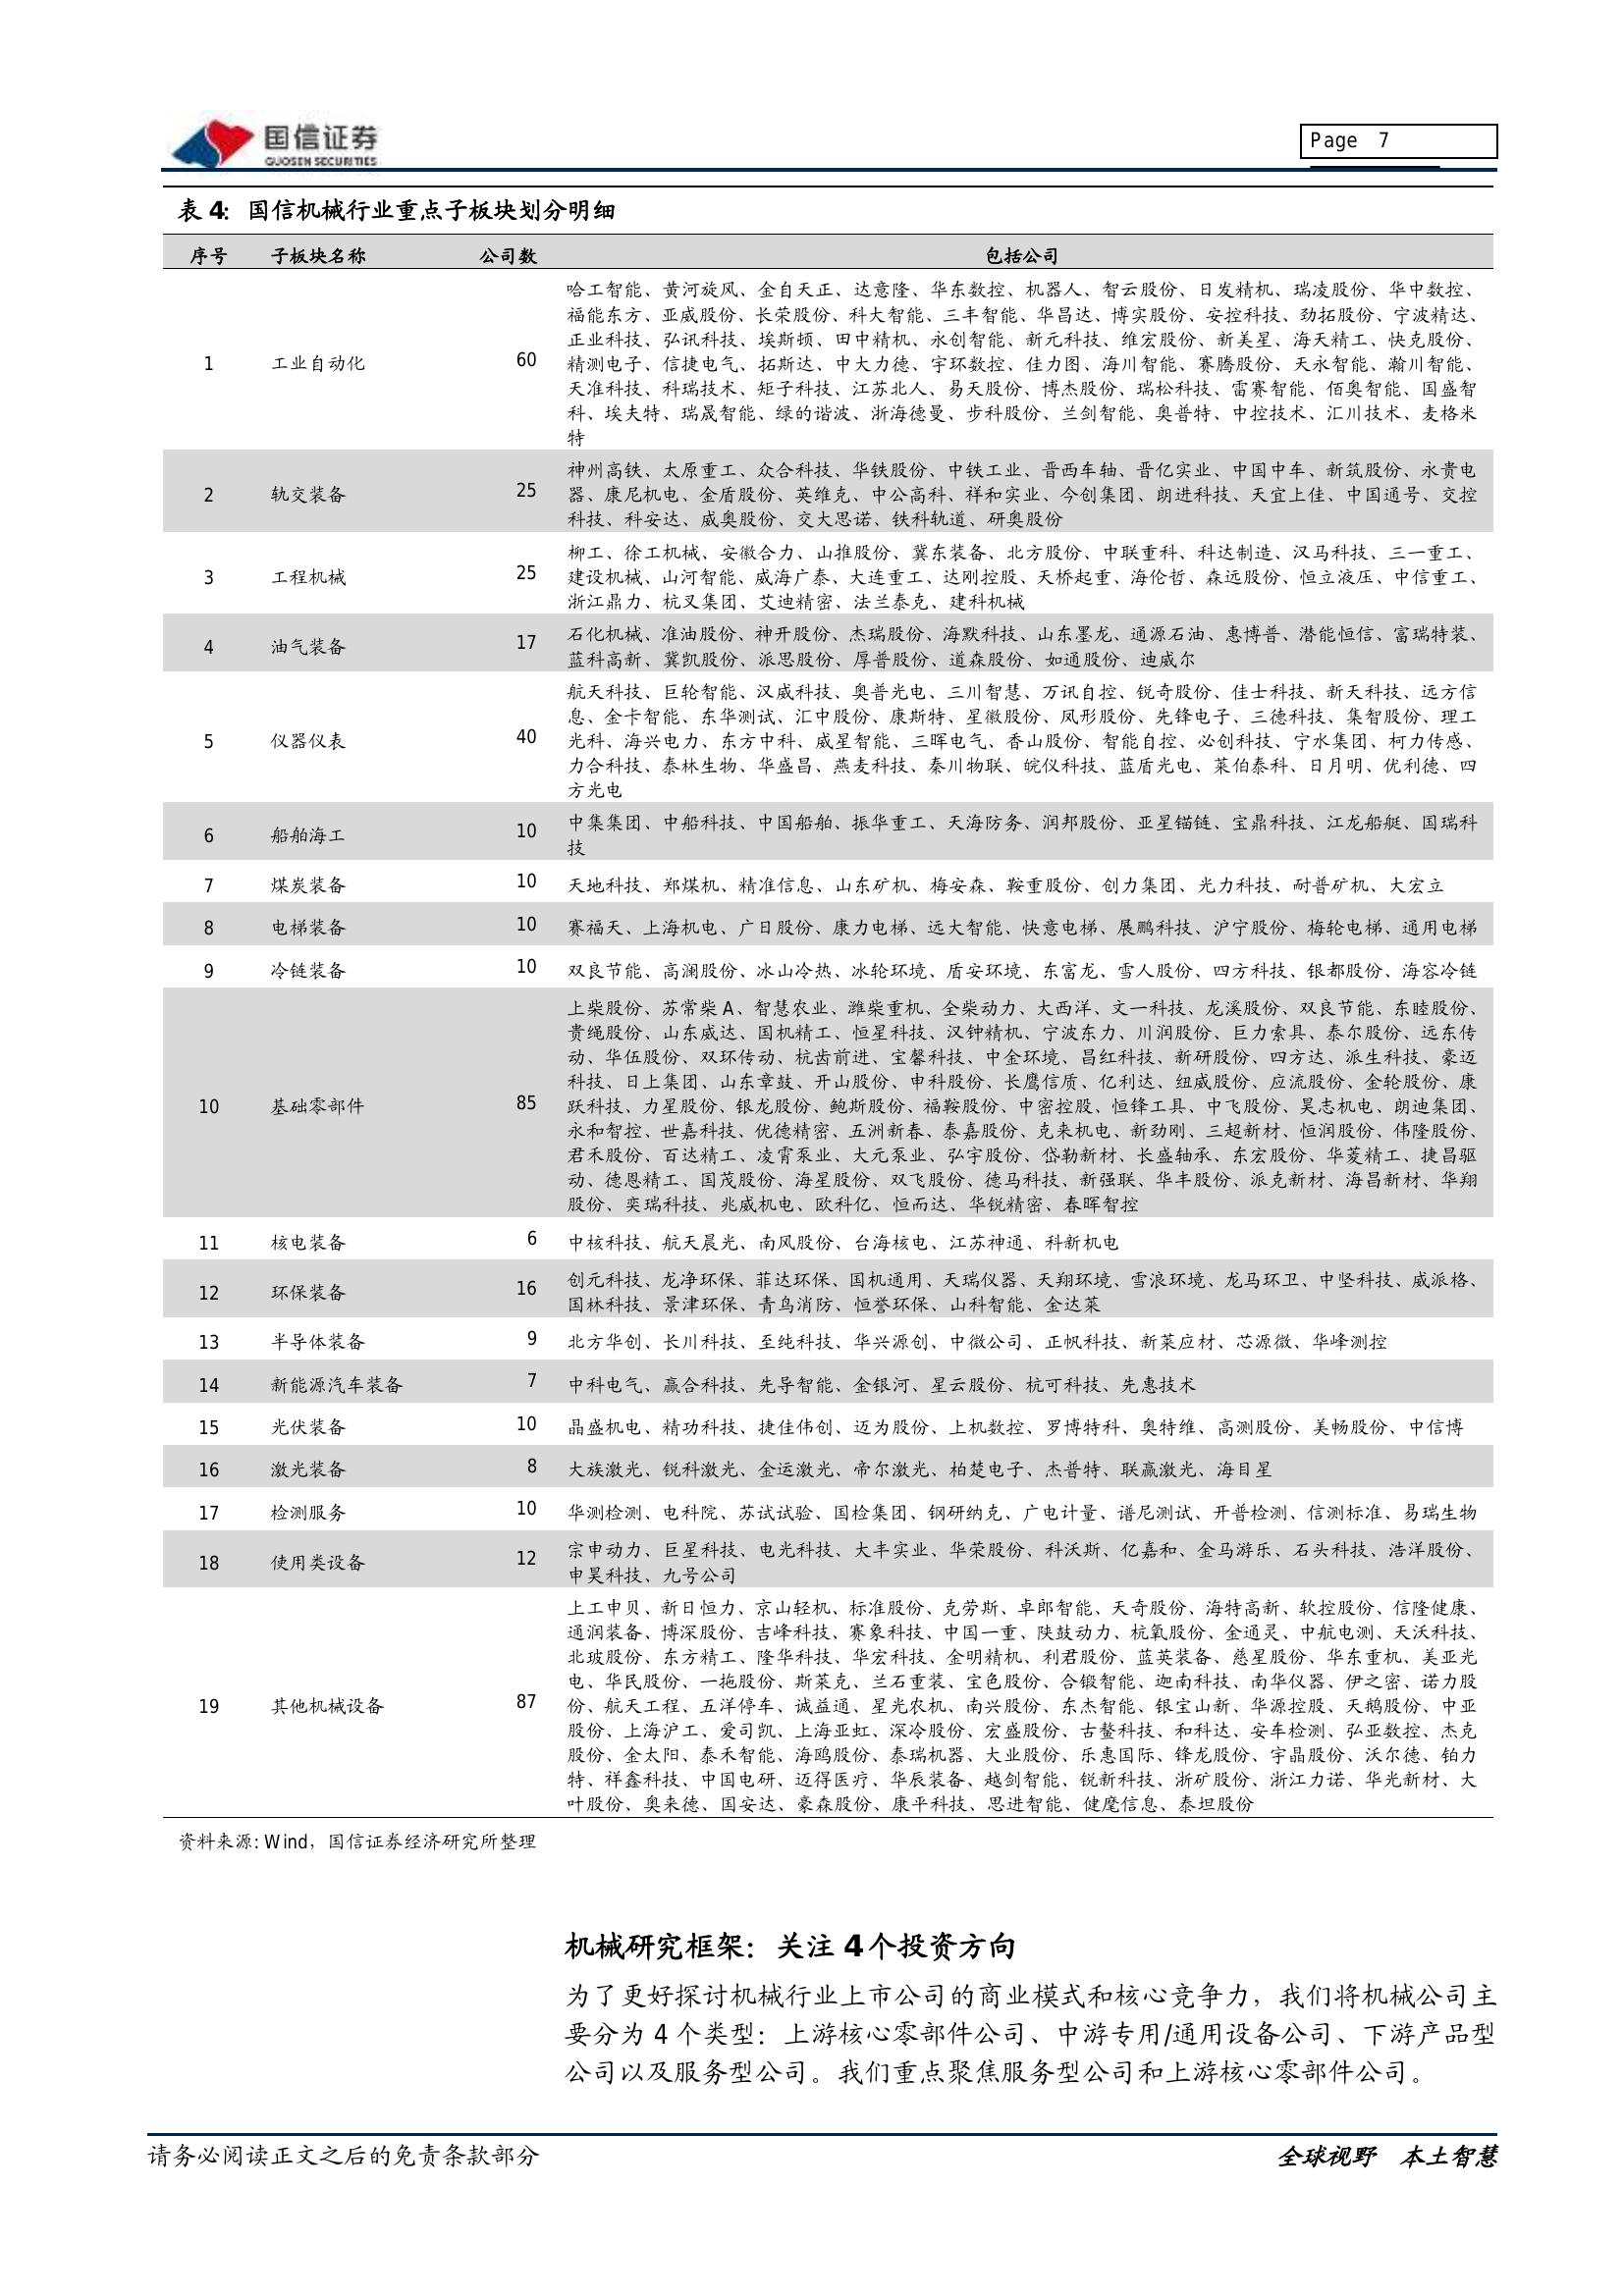 国信证券
GUOSEN SECURITIES
Page 7
表 4：国信机械行业重点子板块划分明细
序号 子板块名称 公司数 包括公司
1 工业自动化 60
哈工智能、黄河旋风、金自天正、达意隆、华东数控、机器人、智云股份、日发精机、瑞凌股份、华中数控、
福能东方、亚威股份、长荣股份、科大智能、三丰智能、华昌达、博实股份、安控科技、劲拓股份、宁波精达、
正业科技、弘讯科技、埃斯顿、田中精机、永创智能、新元科技、维宏股份、新美星、海天精工、快克股份、
精测电子、信捷电气、拓斯达、中大力德、宇环数控、佳力图、海川智能、赛腾股份、天永智能、瀚川智能、
天准科技、科瑞技术、矩子科技、江苏北人、易天股份、博杰股份、瑞松科技、雷赛智能、佰奥智能、国盛智
科、埃夫特、瑞晟智能、绿的谐波、浙海德曼、步科股份、兰剑智能、奥普特、中控技术、汇川技术、麦格米
特
2 轨交装备 25
神州高铁、太原重工、众合科技、华铁股份、中铁工业、晋西车轴、晋亿实业、中国中车、新筑股份、永贵电
器、康尼机电、金盾股份、英维克、中公高科、祥和实业、今创集团、朗进科技、天宜上佳、中国通号、交控
科技、科安达、威奥股份、交大思诺、铁科轨道、研奥股份
3 工程机械 25
柳工、徐工机械、安徽合力、山推股份、冀东装备、北方股份、中联重科、科达制造、汉马科技、三一重工、
建设机械、山河智能、威海广泰、大连重工、达刚控股、天桥起重、海伦哲、森远股份、恒立液压、中信重工、
浙江鼎力、杭叉集团、艾迪精密、法兰泰克、建科机械
4 油气装备 17
石化机械、准油股份、神开股份、杰瑞股份、海默科技、山东墨龙、通源石油、惠博普、潜能恒信、富瑞特装、
蓝科高新、冀凯股份、派思股份、厚普股份、道森股份、如通股份、迪威尔
5 仪器仪表 40
航天科技、巨轮智能、汉威科技、奥普光电、三川智慧、万讯自控、锐奇股份、佳士科技、新天科技、远方信
息、金卡智能、东华测试、汇中股份、康斯特、星徽股份、凤形股份、先锋电子、三德科技、集智股份、理工
光科、海兴电力、东方中科、威星智能、三晖电气、香山股份、智能自控、必创科技、宁水集团、柯力传感、
力合科技、泰林生物、华盛昌、燕麦科技、秦川物联、皖仪科技、蓝盾光电、莱伯泰科、日月明、优利德、四
方光电
6 船舶海工 10
中集集团、中船科技、中国船舶、振华重工、天海防务、润邦股份、亚星锚链、宝鼎科技、江龙船艇、国瑞科
技
7 煤炭装备 10 天地科技、郑煤机、精准信息、山东矿机、梅安森、鞍重股份、创力集团、光力科技、耐普矿机、大宏立
8 电梯装备 10 赛福天、上海机电、广日股份、康力电梯、远大智能、快意电梯、展鹏科技、沪宁股份、梅轮电梯、通用电梯
9 冷链装备 10 双良节能、高澜股份、冰山冷热、冰轮环境、盾安环境、东富龙、雪人股份、四方科技、银都股份、海容冷链
10 基础零部件 85
上柴股份、苏常柴 A、智慧农业、潍柴重机、全柴动力、大西洋、文一科技、龙溪股份、双良节能、东睦股份、
贵绳股份、山东威达、国机精工、恒星科技、汉钟精机、宁波东力、川润股份、巨力索具、泰尔股份、远东传
动、华伍股份、双环传动、杭齿前进、宝馨科技、中金环境、昌红科技、新研股份、四方达、派生科技、豪迈
科技、日上集团、山东章鼓、开山股份、申科股份、长鹰信质、亿利达、纽威股份、应流股份、金轮股份、康
跃科技、力星股份、银龙股份、鲍斯股份、福鞍股份、中密控股、恒锋工具、中飞股份、昊志机电、朗迪集团、
永和智控、世嘉科技、优德精密、五洲新春、泰嘉股份、克来机电、新劲刚、三超新材、恒润股份、伟隆股份、
君禾股份、百达精工、凌霄泵业、大元泵业、弘宇股份、岱勒新材、长盛轴承、东宏股份、华菱精工、捷昌驱
动、德恩精工、国茂股份、海星股份、双飞股份、德马科技、新强联、华丰股份、派克新材、海昌新材、华翔
股份、奕瑞科技、兆威机电、欧科亿、恒而达、华锐精密、春晖智控
11 核电装备 6 中核科技、航天晨光、南风股份、台海核电、江苏神通、科新机电
12 环保装备 16
创元科技、龙净环保、菲达环保、国机通用、天瑞仪器、天翔环境、雪浪环境、龙马环卫、中坚科技、威派格、
国林科技、景津环保、青鸟消防、恒誉环保、山科智能、金达莱
13 半导体装备 9 北方华创、长川科技、至纯科技、华兴源创、中微公司、正帆科技、新莱应材、芯源微、华峰测控
14 新能源汽车装备 7 中科电气、赢合科技、先导智能、金银河、星云股份、杭可科技、先惠技术
15 光伏装备 10 晶盛机电、精功科技、捷佳伟创、迈为股份、上机数控、罗博特科、奥特维、高测股份、美畅股份、中信博
16 激光装备 8 大族激光、锐科激光、金运激光、帝尔激光、柏楚电子、杰普特、联赢激光、海目星
17 检测服务 10 华测检测、电科院、苏试试验、国检集团、钢研纳克、广电计量、谱尼测试、开普检测、信测标准、易瑞生物
18 使用类设备 12
宗申动力、巨星科技、电光科技、大丰实业、华荣股份、科沃斯、亿嘉和、金马游乐、石头科技、浩洋股份、
申昊科技、九号公司
19 其他机械设备 87
上工申贝、新日恒力、京山轻机、标准股份、克劳斯、卓郎智能、天奇股份、海特高新、软控股份、信隆健康、
通润装备、博深股份、吉峰科技、赛象科技、中国一重、陕鼓动力、杭氧股份、金通灵、中航电测、天沃科技、
北玻股份、东方精工、隆华科技、华宏科技、金明精机、利君股份、蓝英装备、慈星股份、华东重机、美亚光
电、华民股份、一拖股份、斯莱克、兰石重装、宝色股份、合锻智能、迦南科技、南华仪器、伊之密、诺力股
份、航天工程、五洋停车、诚益通、星光农机、南兴股份、东杰智能、银宝山新、华源控股、天鹅股份、中亚
股份、上海沪工、爱司凯、上海亚虹、深冷股份、宏盛股份、古鳌科技、和科达、安车检测、弘亚数控、杰克
股份、金太阳、泰禾智能、海鸥股份、泰瑞机器、大业股份、乐惠国际、锋龙股份、宇晶股份、沃尔德、铂力
特、祥鑫科技、中国电研、迈得医疗、华辰装备、越剑智能、锐新科技、浙矿股份、浙江力诺、华光新材、大
叶股份、奥来德、国安达、豪森股份、康平科技、思进智能、健麾信息、泰坦股份
资料来源：Wind，国信证券经济研究所整理
机械研究框架：关注 4 个投资方向
为了更好探讨机械行业上市公司的商业模式和核心竞争力，我们将机械公司主
要分为 4 个类型：上游核心零部件公司、中游专用/通用设备公司、下游产品型
公司以及服务型公司。我们重点聚焦服务型公司和上游核心零部件公司。
请务必阅读正文之后的免责条款部分
全球视野 本土智慧